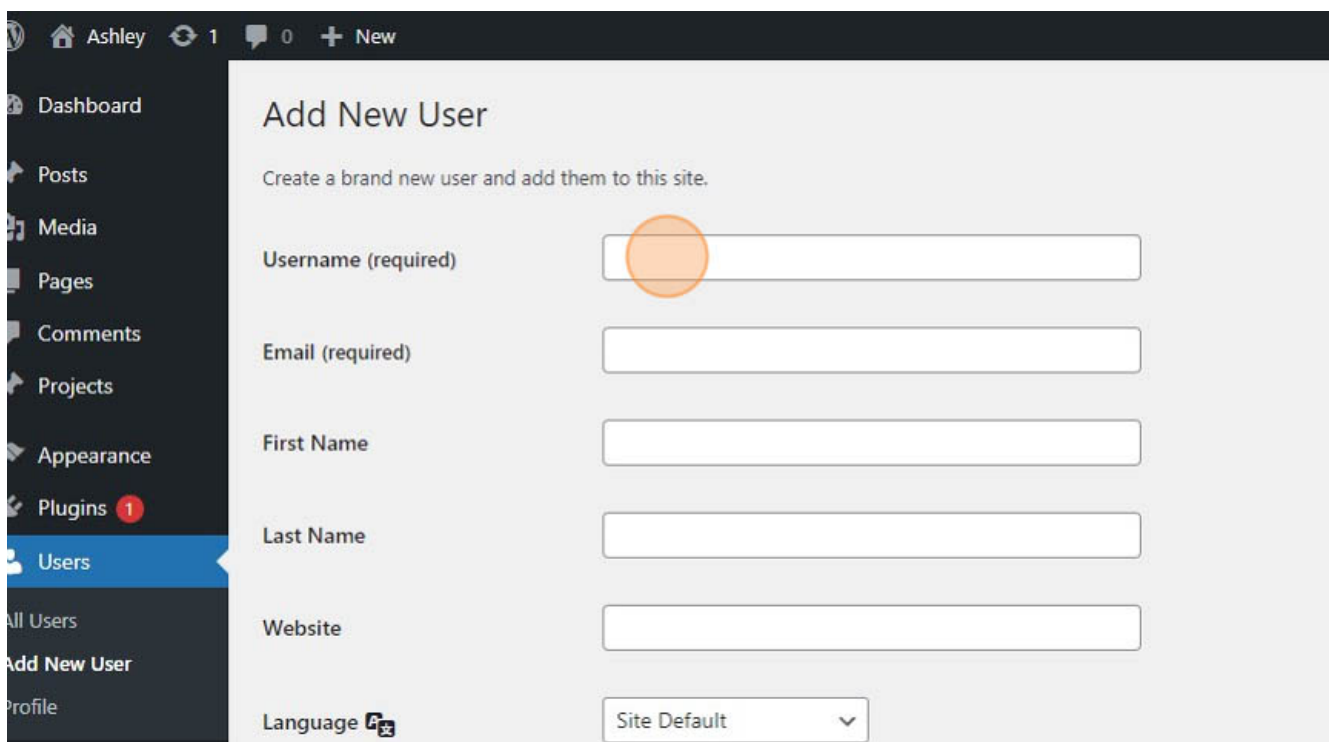 Ashley 1 0 + New
Dashboard
Posts
Media
Pages
Comments
Projects
Appearance
Plugins 1
Users
All Users
Add New User
Profile
Add New User
Create a brand new user and add them to this site.
Username (required)
Email (required)
First Name
Last Name
Website
Language
Site Default